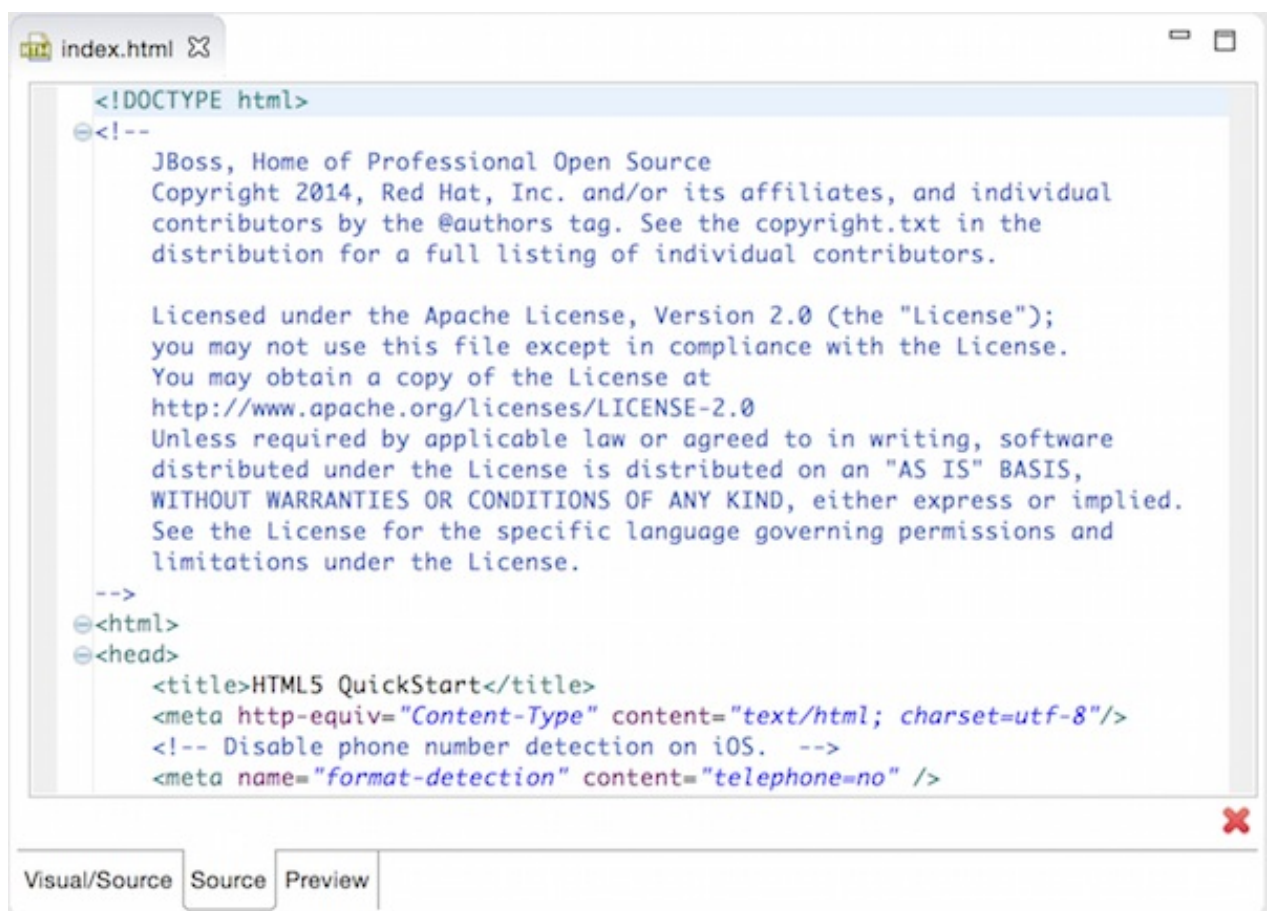 index.html
<!DOCTYPE html>
<!--
JBoss, Home of Professional Open Source
Copyright 2014, Red Hat, Inc. and/or its affiliates, and individual
contributors by the @authors tag. See the copyright.txt in the
distribution for a full listing of individual contributors.
Licensed under the Apache License, Version 2.0 (the "License");
you may not use this file except in compliance with the License.
You may obtain a copy of the License at
http://www.apache.org/licenses/LICENSE-2.0
Unless required by applicable law or agreed to in writing, software
distributed under the License is distributed on an "AS IS" BASIS,
WITHOUT WARRANTIES OR CONDITIONS OF ANY KIND, either express or implied.
See the License for the specific language governing permissions and
limitations under the License.
-->
<html>
<head>
<title>HTML5 QuickStart</title>
<meta http-equiv="Content-Type" content="text/html; charset=utf-8"/>
<!-- Disable phone number detection on iOS.  -->
<meta name="format-detection" content="telephone=no" />
Visual/Source Source Preview